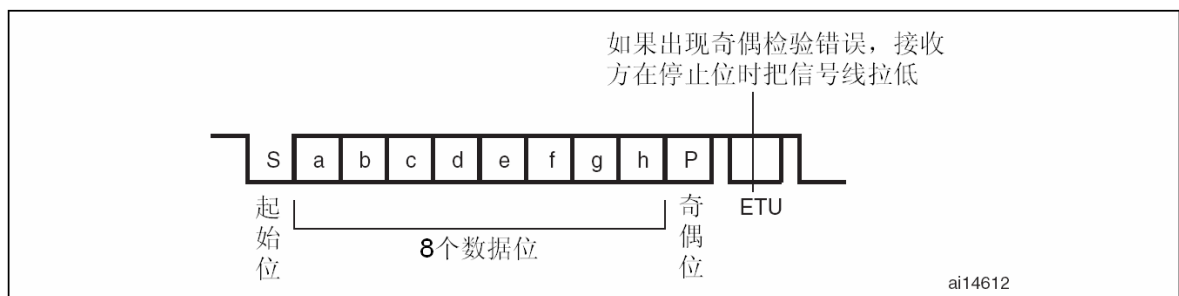 如果出现奇偶检验错误，接收
方在停止位时把信号线拉低
S a b c d e f g h P
ETU
起始位
8个数据位
奇偶位
ai14612